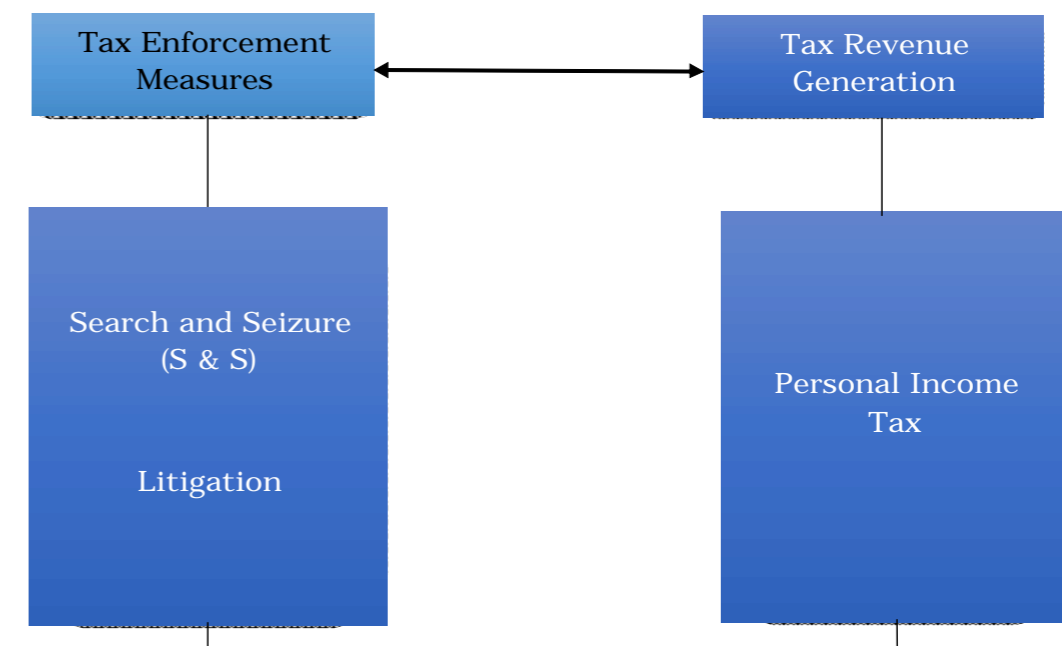 Tax Enforcement
Measures
Tax Revenue
Generation
Search and Seizure
(S & S)
Litigation
Personal Income
Tax